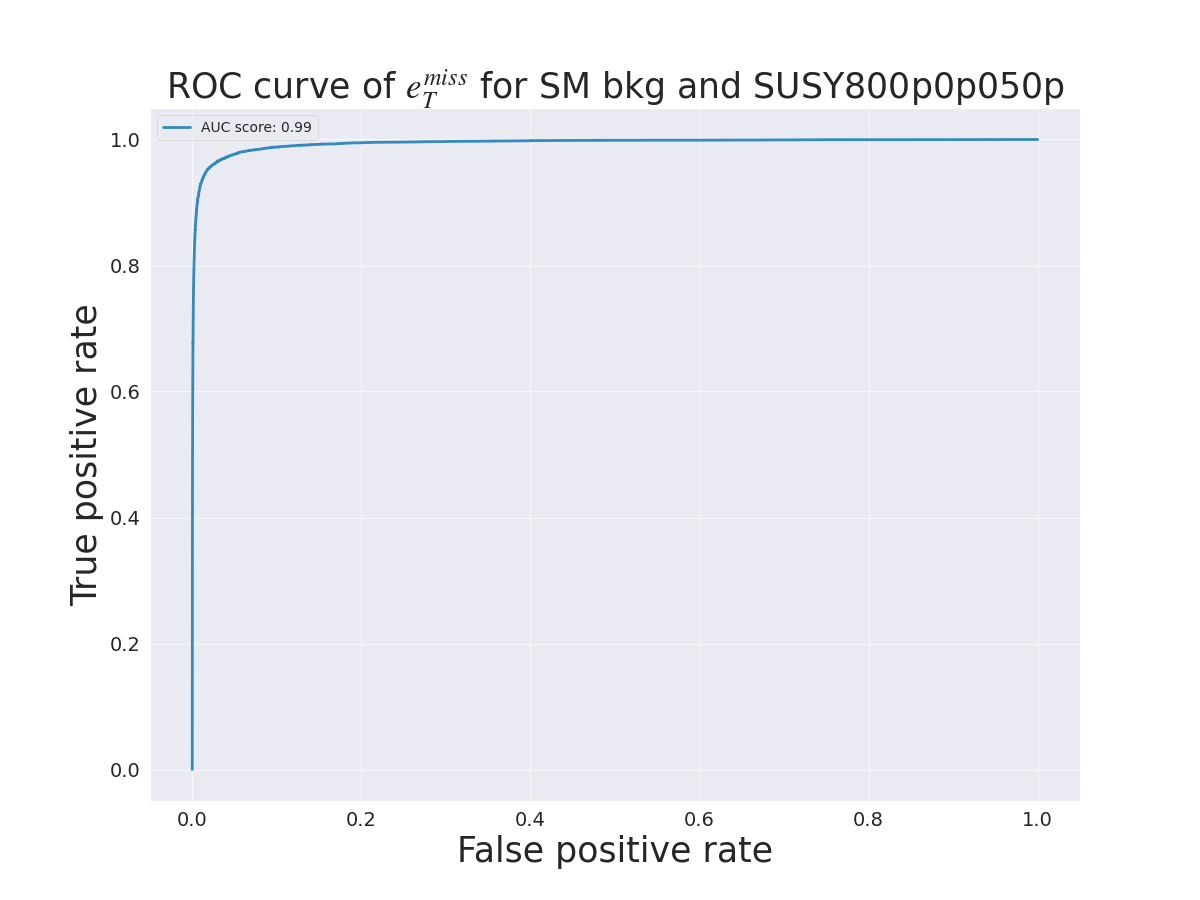 ROC curve of $e_T^{miss}$ for SM bkg and SUSY800p0p050p
AUC score: 0.99
1.0
0.8
0.6
0.4
0.2
0.0
True positive rate
0.0 0.2 0.4 0.6 0.8 1.0
False positive rate